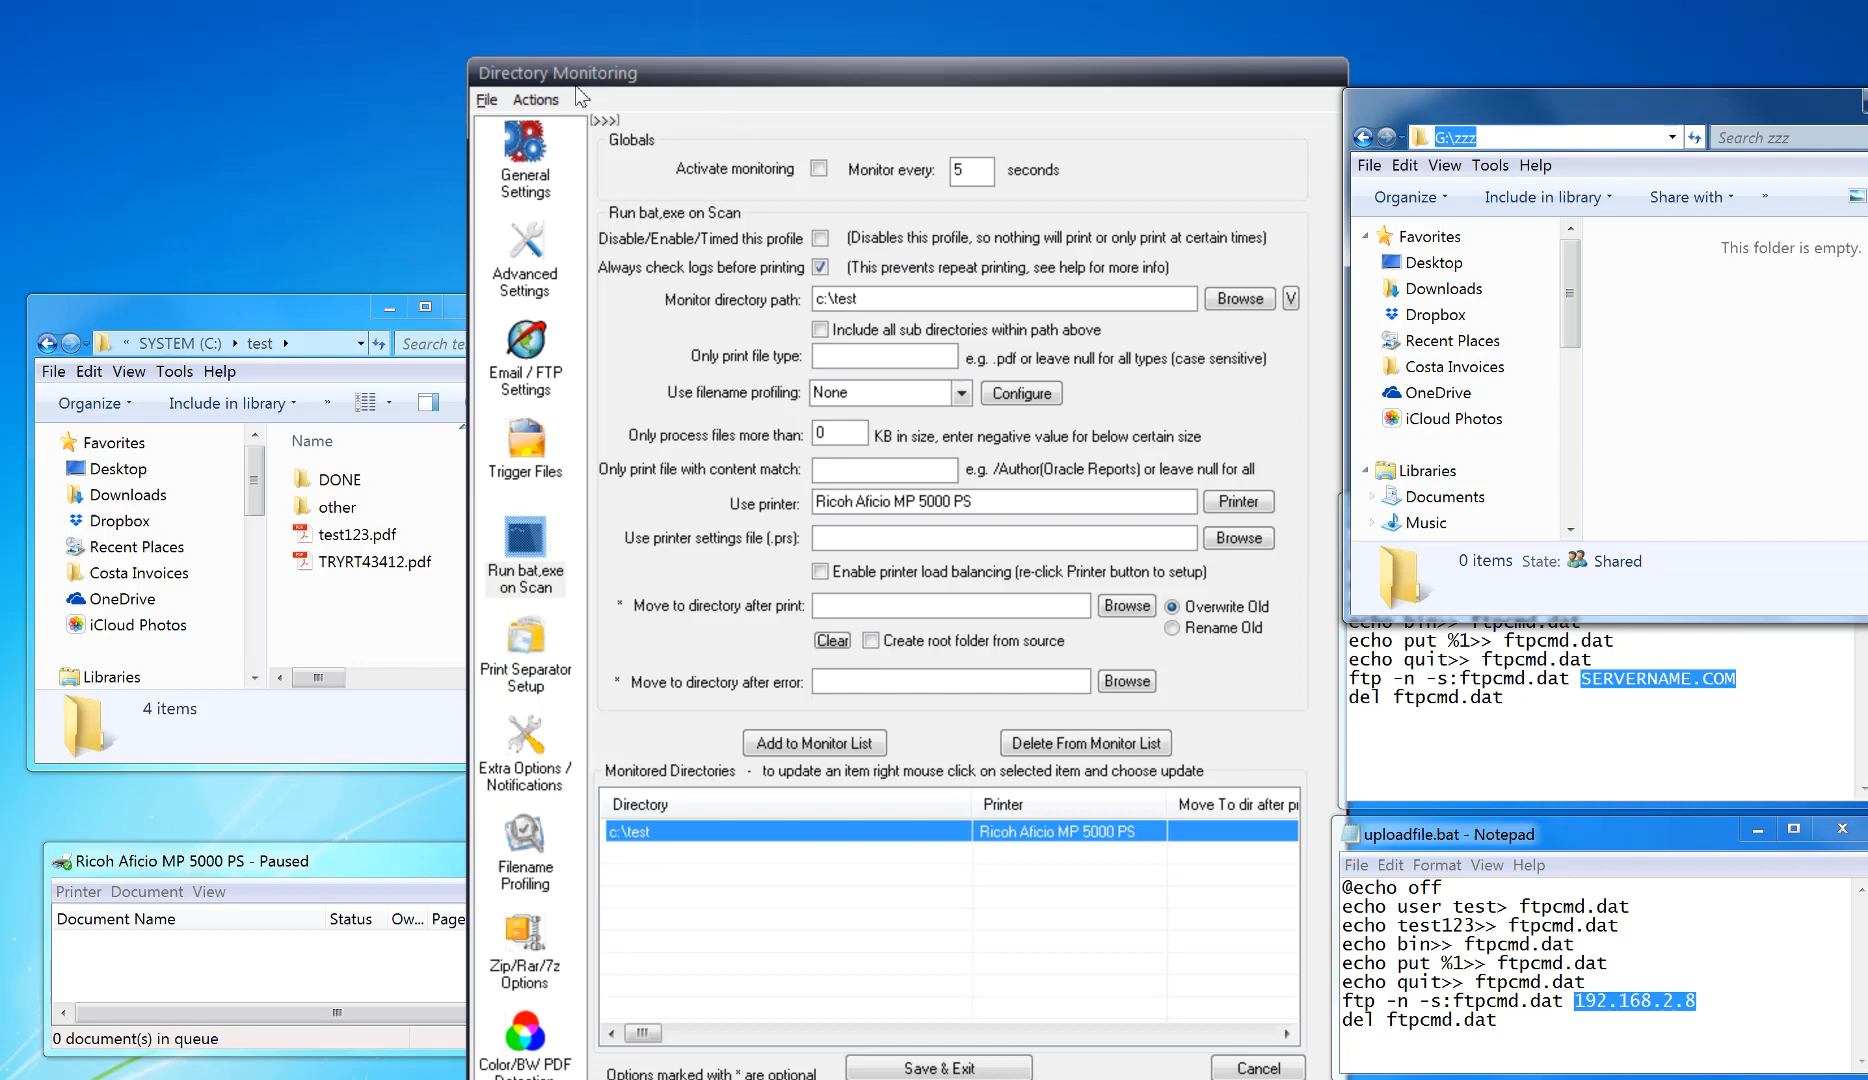 Directory Monitoring
File Actions
[>>>]
General
Settings
Advanced
Settings
Email / FTP
Settings
Trigger Files
Run bat,exe
on Scan
Print Separator
Setup
Extra Options /
Notifications
Filename
Profiling
Zip/Rar/7z
Options
Color/BW PDF
Globals
Activate monitoring Monitor every: 5 seconds
Run bat,exe on Scan
Disable/Enable/Timed this profile (Disables this profile, so nothing will print or only print at certain times)
Always check logs before printing (This prevents repeat printing, see help for more info)
Monitor directory path: c:\test Browse V
Include all sub directories within path above
Only print file type: e.g. .pdf or leave null for all types (case sensitive)
Use filename profiling: None Configure
Only process files more than: 0 KB in size, enter negative value for below certain size
Only print file with content match: e.g. /Author(Oracle Reports) or leave null for all
Use printer: Ricoh Aficio MP 5000 PS Printer
Use printer settings file (.prs): Browse
Enable printer load balancing (re-click Printer button to setup)
* Move to directory after print: Browse Overwrite Old
Rename Old
Clear Create root folder from source
* Move to directory after error: Browse
Add to Monitor List Delete From Monitor List
Monitored Directories - to update an item right mouse click on selected item and choose update
Directory Printer Move To dir after pr
c:\test Ricoh Aficio MP 5000 PS
Options marked with * are optional Save & Exit Cancel
« SYSTEM (C:) test Search te
File Edit View Tools Help
Organize Include in library »
Favorites
Desktop
Downloads
Dropbox
Recent Places
Costa Invoices
OneDrive
iCloud Photos
Libraries
Name
DONE
other
test123.pdf
TRYRT43412.pdf
4 items
Ricoh Aficio MP 5000 PS - Paused
Printer Document View
Document Name Status Ow... Page
0 document(s) in queue
G:\zzz Search zzz
File Edit View Tools Help
Organize Include in library Share with »
Favorites
Desktop
Downloads
Dropbox
Recent Places
Costa Invoices
OneDrive
iCloud Photos
Libraries
Documents
Music
This folder is empty.
0 items State: Shared
echo bin>> ftpcmd.dat
echo put %1>> ftpcmd.dat
echo quit>> ftpcmd.dat
ftp -n -s:ftpcmd.dat SERVERNAME.COM
del ftpcmd.dat
uploadfile.bat - Notepad
File Edit Format View Help
@echo off
echo user test> ftpcmd.dat
echo test123>> ftpcmd.dat
echo bin>> ftpcmd.dat
echo put %1>> ftpcmd.dat
echo quit>> ftpcmd.dat
ftp -n -s:ftpcmd.dat 192.168.2.8
del ftpcmd.dat